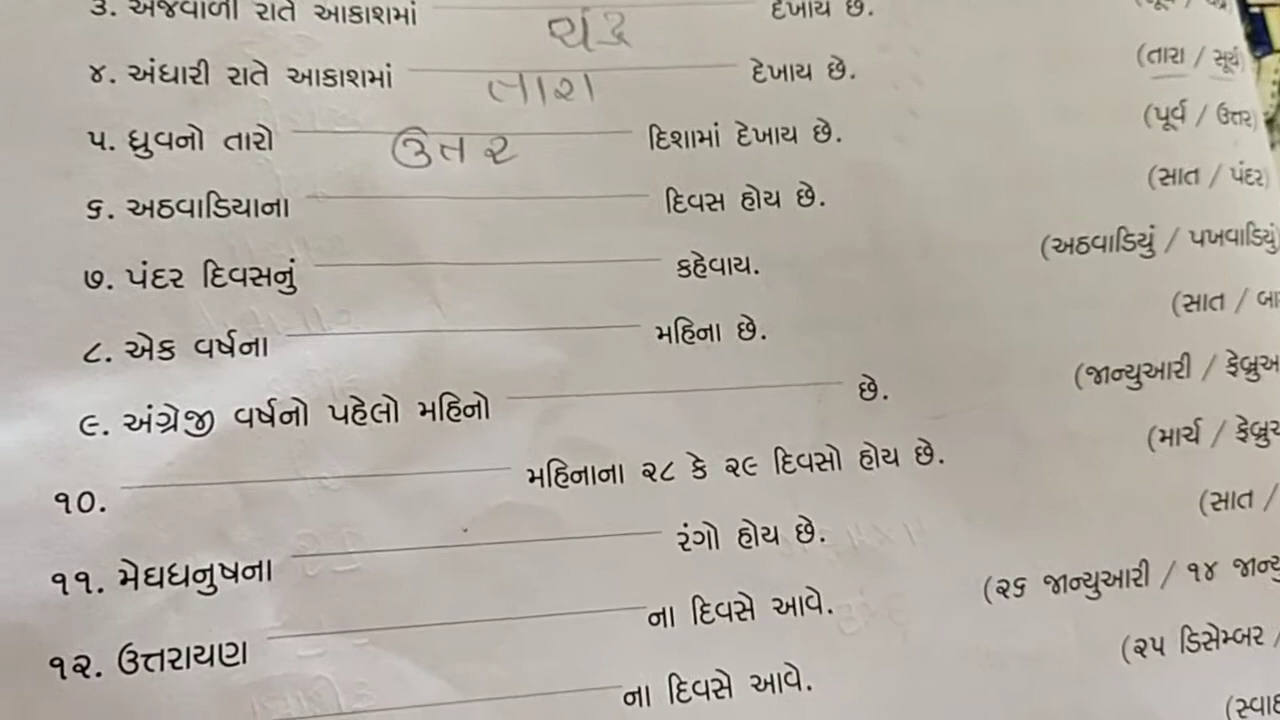 ૩. અજવાળી રાતે આકાશમાં ચંદ્ર દેખાય છે.
૪. અંધારી રાતે આકાશમાં તારા દેખાય છે. (તારા / સૂર્ય)
૫. ધ્રુવનો તારો ઉત્તર દિશામાં દેખાય છે. (પૂર્વ / ઉત્તર)
૬. અઠવાડિયાના દિવસ હોય છે. (સાત / પંદર)
૭. પંદર દિવસનું કહેવાય. (અઠવાડિયું / પખવાડિયું
૮. એક વર્ષના મહિના છે. (સાત /
૯. અંગ્રેજી વર્ષનો પહેલો મહિનો છે. (જાન્યુઆરી /
૧૦. મહિનાના ૨૮ કે ૨૯ દિવસો હોય છે. (માર્ચ /
૧૧. મેઘધનુષના રંગો હોય છે. (સાત /
૧૨. ઉત્તરાયણ ના દિવસે આવે. (૨૬ જાન્યુઆરી / ૧૪
ના દિવસે આવે. (૨૫ ડિસેમ્બર /